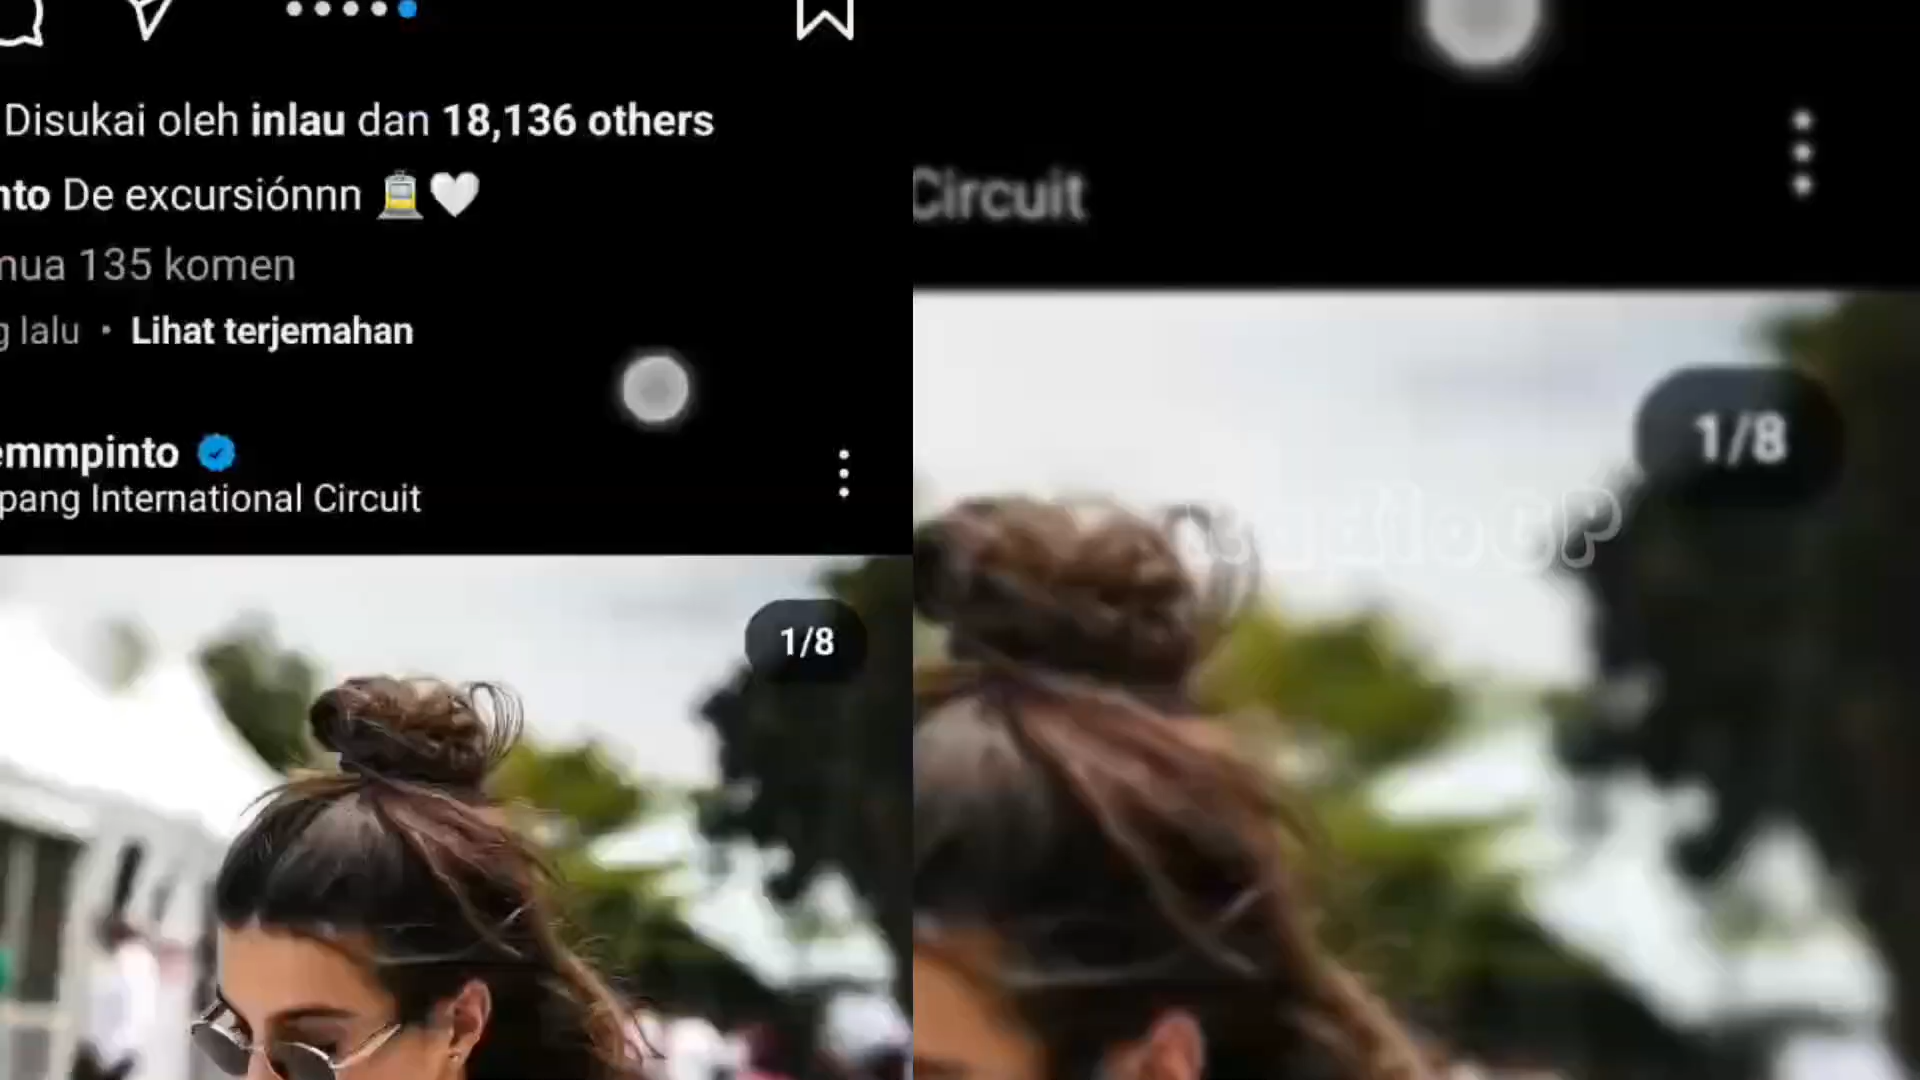 Disukai oleh inlau dan 18,136 others
nto De excursiónnn 🚊🤍
nua 135 komen
g lalu • Lihat terjemahan
emmpinto
pang International Circuit
1/8
Circuit
1/8